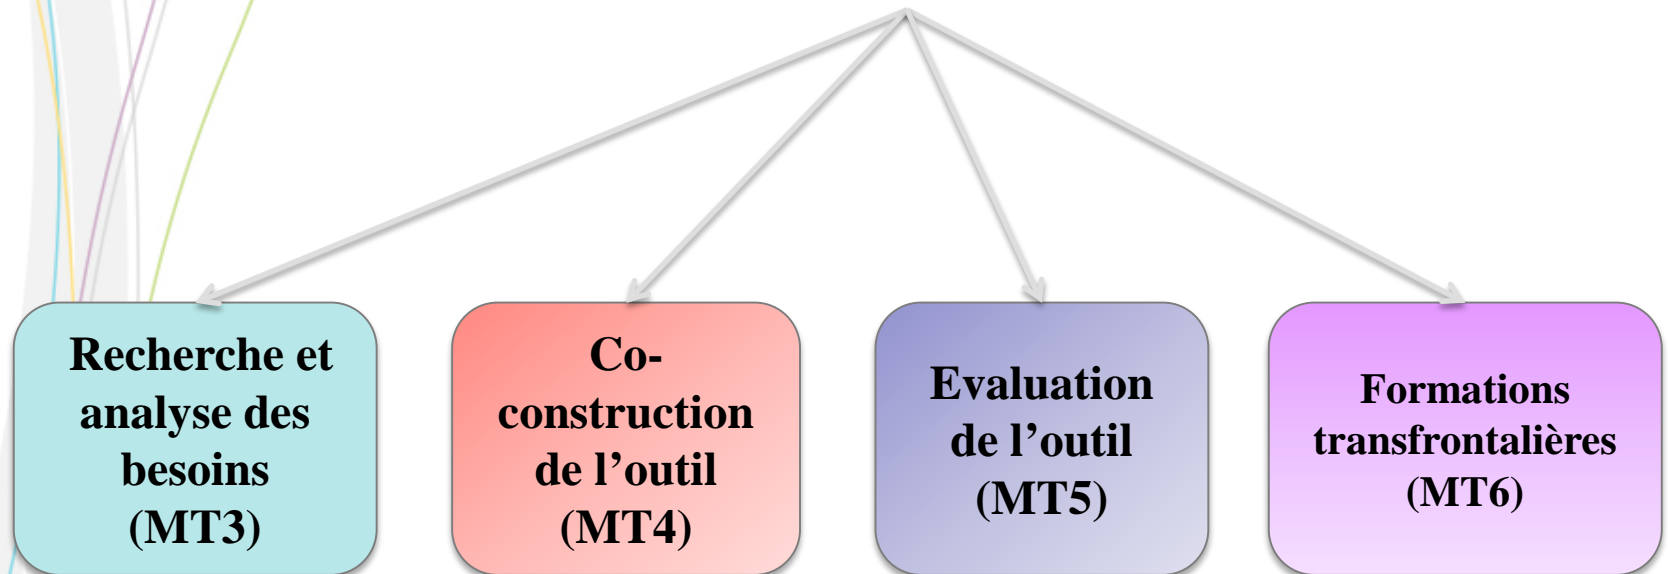 Recherche et
analyse des
besoins
(MT3)
Co-
construction
de l’outil
(MT4)
Evaluation
de l’outil
(MT5)
Formations
transfrontalières
(MT6)